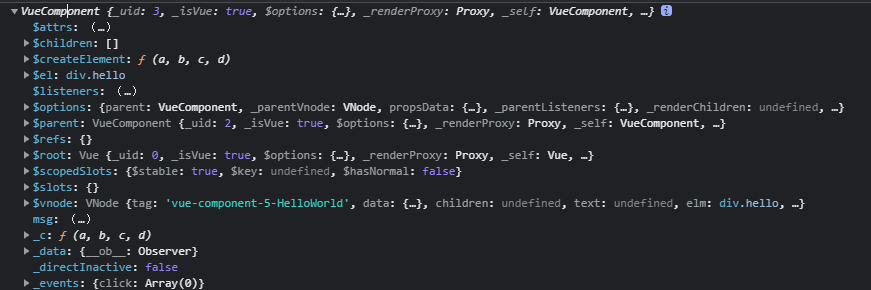 VueComponent {_uid: 3, _isVue: true, $options: {…}, _renderProxy: Proxy, _self: VueComponent, …} i
$attrs: (…)
$children: []
$createElement: ƒ (a, b, c, d)
$el: div.hello
$listeners: (…)
$options: {parent: VueComponent, _parentVnode: VNode, propsData: {…}, _parentListeners: {…}, _renderChildren: undefined, …}
$parent: VueComponent {_uid: 2, _isVue: true, $options: {…}, _renderProxy: Proxy, _self: VueComponent, …}
$refs: {}
$root: Vue {_uid: 0, _isVue: true, $options: {…}, _renderProxy: Proxy, _self: Vue, …}
$scopedSlots: {$stable: true, $key: undefined, $hasNormal: false}
$slots: {}
$vnode: VNode {tag: 'vue-component-5-HelloWorld', data: {…}, children: undefined, text: undefined, elm: div.hello, …}
msg: (…)
_c: ƒ (a, b, c, d)
_data: {__ob__: Observer}
_directInactive: false
_events: {click: Array(0)}